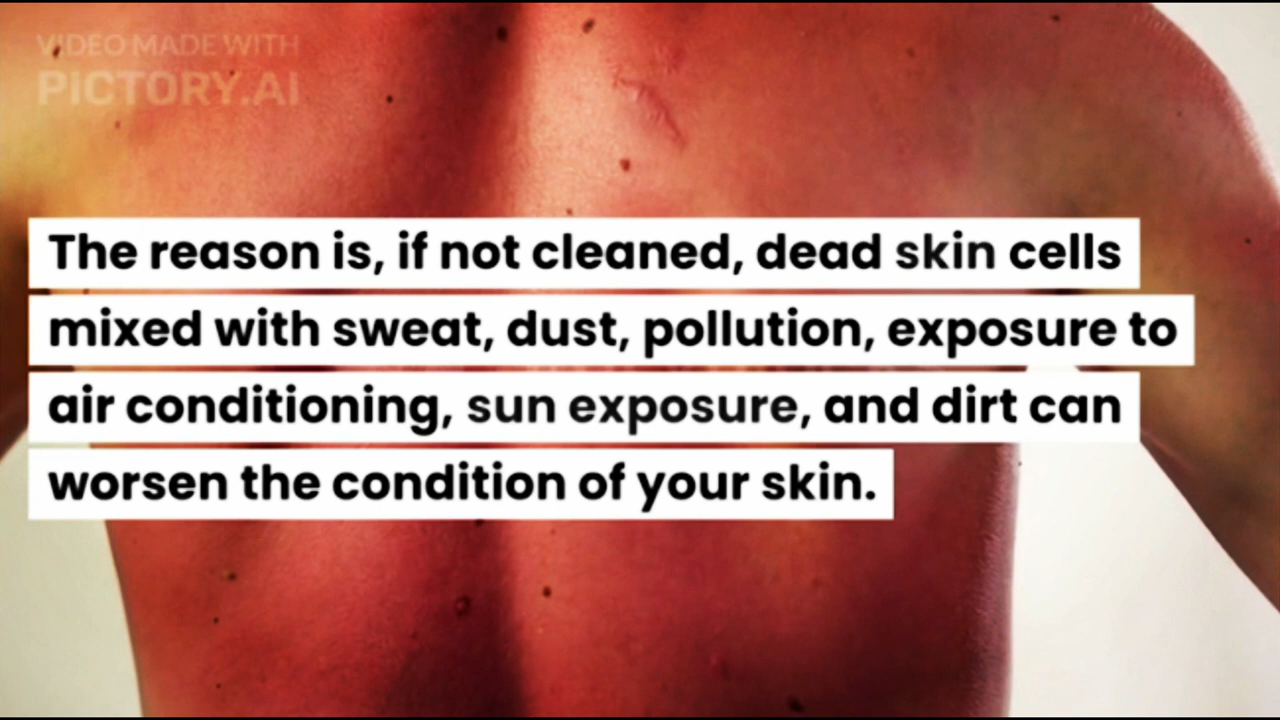 VIDEO MADE WITH
PICTORY.AI
The reason is, if not cleaned, dead skin cells
mixed with sweat, dust, pollution, exposure to
air conditioning, sun exposure, and dirt can
worsen the condition of your skin.